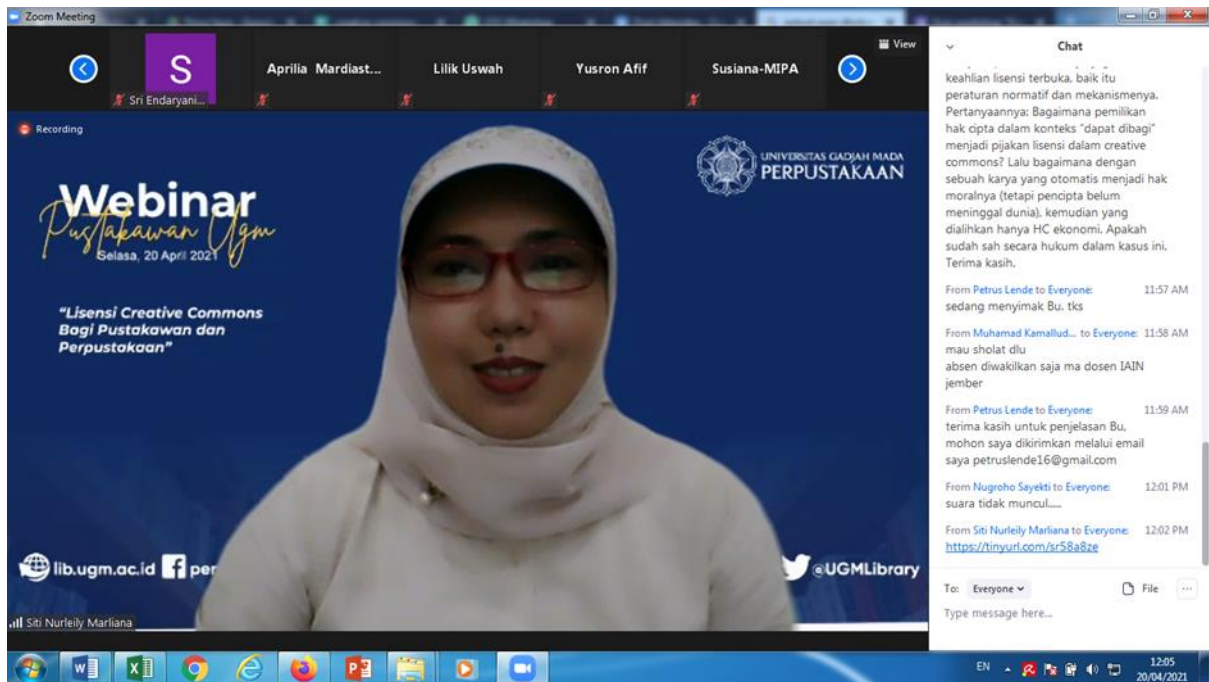 Zoom Meeting
S
Sri Endaryani...
Aprilia Mardiast...
Lilik Uswah
Yusron Afif
Susiana-MIPA
View
Recording
Webinar
Pustakawan Ugm
Selasa, 20 April 2021
"Lisensi Creative Commons
Bagi Pustakawan dan
Perpustakaan"
UNIVERSITAS GADJAH MADA
PERPUSTAKAAN
lib.ugm.ac.id
f
per
@UGMLibrary
Siti Nurleily Marliana
Chat
keahlian lisensi terbuka, baik itu
peraturan normatif dan mekanismenya.
Pertanyaannya: Bagaimana pemilikan
hak cipta dalam konteks "dapat dibagi"
menjadi pijakan lisensi dalam creative
commons? Lalu bagaimana dengan
sebuah karya yang otomatis menjadi hak
moralnya (tetapi pencipta belum
meninggal dunia), kemudian yang
dialihkan hanya HC ekonomi. Apakah
sudah sah secara hukum dalam kasus ini.
Terima kasih.
From Petrus Lende to Everyone: 11:57 AM
sedang menyimak Bu. tks
From Muhamad Kamallud... to Everyone: 11:58 AM
mau sholat dlu
absen diwakilkan saja ma dosen IAIN
jember
From Petrus Lende to Everyone: 11:59 AM
terima kasih untuk penjelasan Bu,
mohon saya dikirimkan melalui email
saya petruslende16@gmail.com
From Nugroho Sayekti to Everyone: 12:01 PM
suara tidak muncul.....
From Siti Nurleily Marliana to Everyone: 12:02 PM
https://tinyurl.com/sr58a8ze
To: Everyone
File
...
Type message here...
EN
12:05
20/04/2021